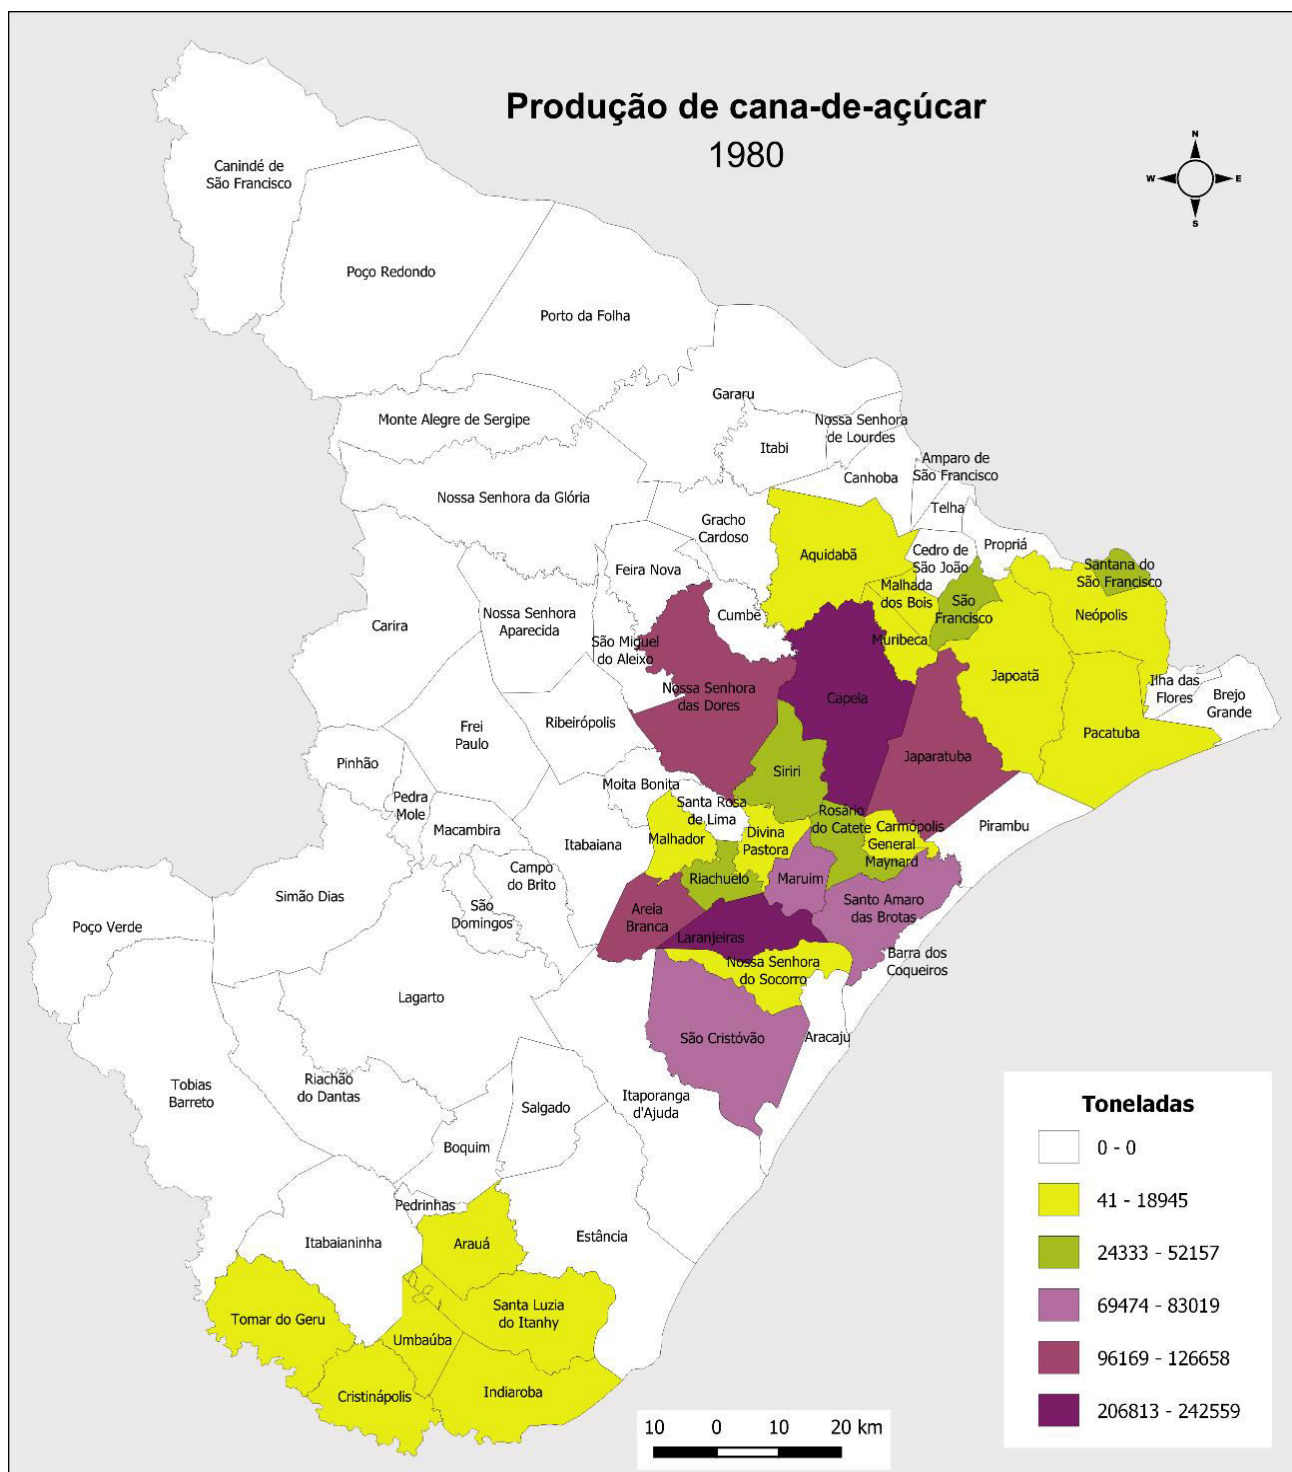 Produção de cana-de-açúcar
1980
N
W
E
S
Canindé de
São Francisco
Poço Redondo
Porto da Folha
Gararu
Monte Alegre de Sergipe
Nossa Senhora
de Lourdes
Itabi
Amparo de
São Francisco
Canhoba
Nossa Senhora da Glória
Telha
Gracho
Cardoso
Propriá
Cedro de
São João
Aquidabã
Santana do
São Francisco
Feira Nova
Malhada
dos Bois
São
Francisco
Neópolis
Nossa Senhora
Aparecida
Cumbe
Carira
Muribeca
São Miguel
do Aleixo
Japoatã
Ilha das
Flores
Brejo
Grande
Nossa Senhora
das Dores
Capela
Ribeirópolis
Frei
Paulo
Pacatuba
Japaratuba
Pinhão
Siriri
Moita Bonita
Pedra
Mole
Santa Rosa
de Lima
Rosário
do Catete
Carmópolis
Pirambu
Macambira
Itabaiana
Malhador
Divina
Pastora
General
Maynard
Campo
do Brito
Simão Dias
Riachuelo
Maruim
Santo Amaro
das Brotas
São
Domingos
Areia
Branca
Poço Verde
Laranjeiras
Barra dos
Coqueiros
Nossa Senhora
do Socorro
Lagarto
São Cristóvão
Aracaju
Tobias
Barreto
Riachão
do Dantas
Itaporanga
d'Ajuda
Salgado
Boquim
Pedrinhas
Itabaianinha
Arauá
Estância
Tomar do Geru
Santa Luzia
do Itanhy
Umbaúba
Cristinápolis
Indiaroba
Toneladas
0 - 0
41 - 18945
24333 - 52157
69474 - 83019
96169 - 126658
206813 - 242559
10 0 10 20 km